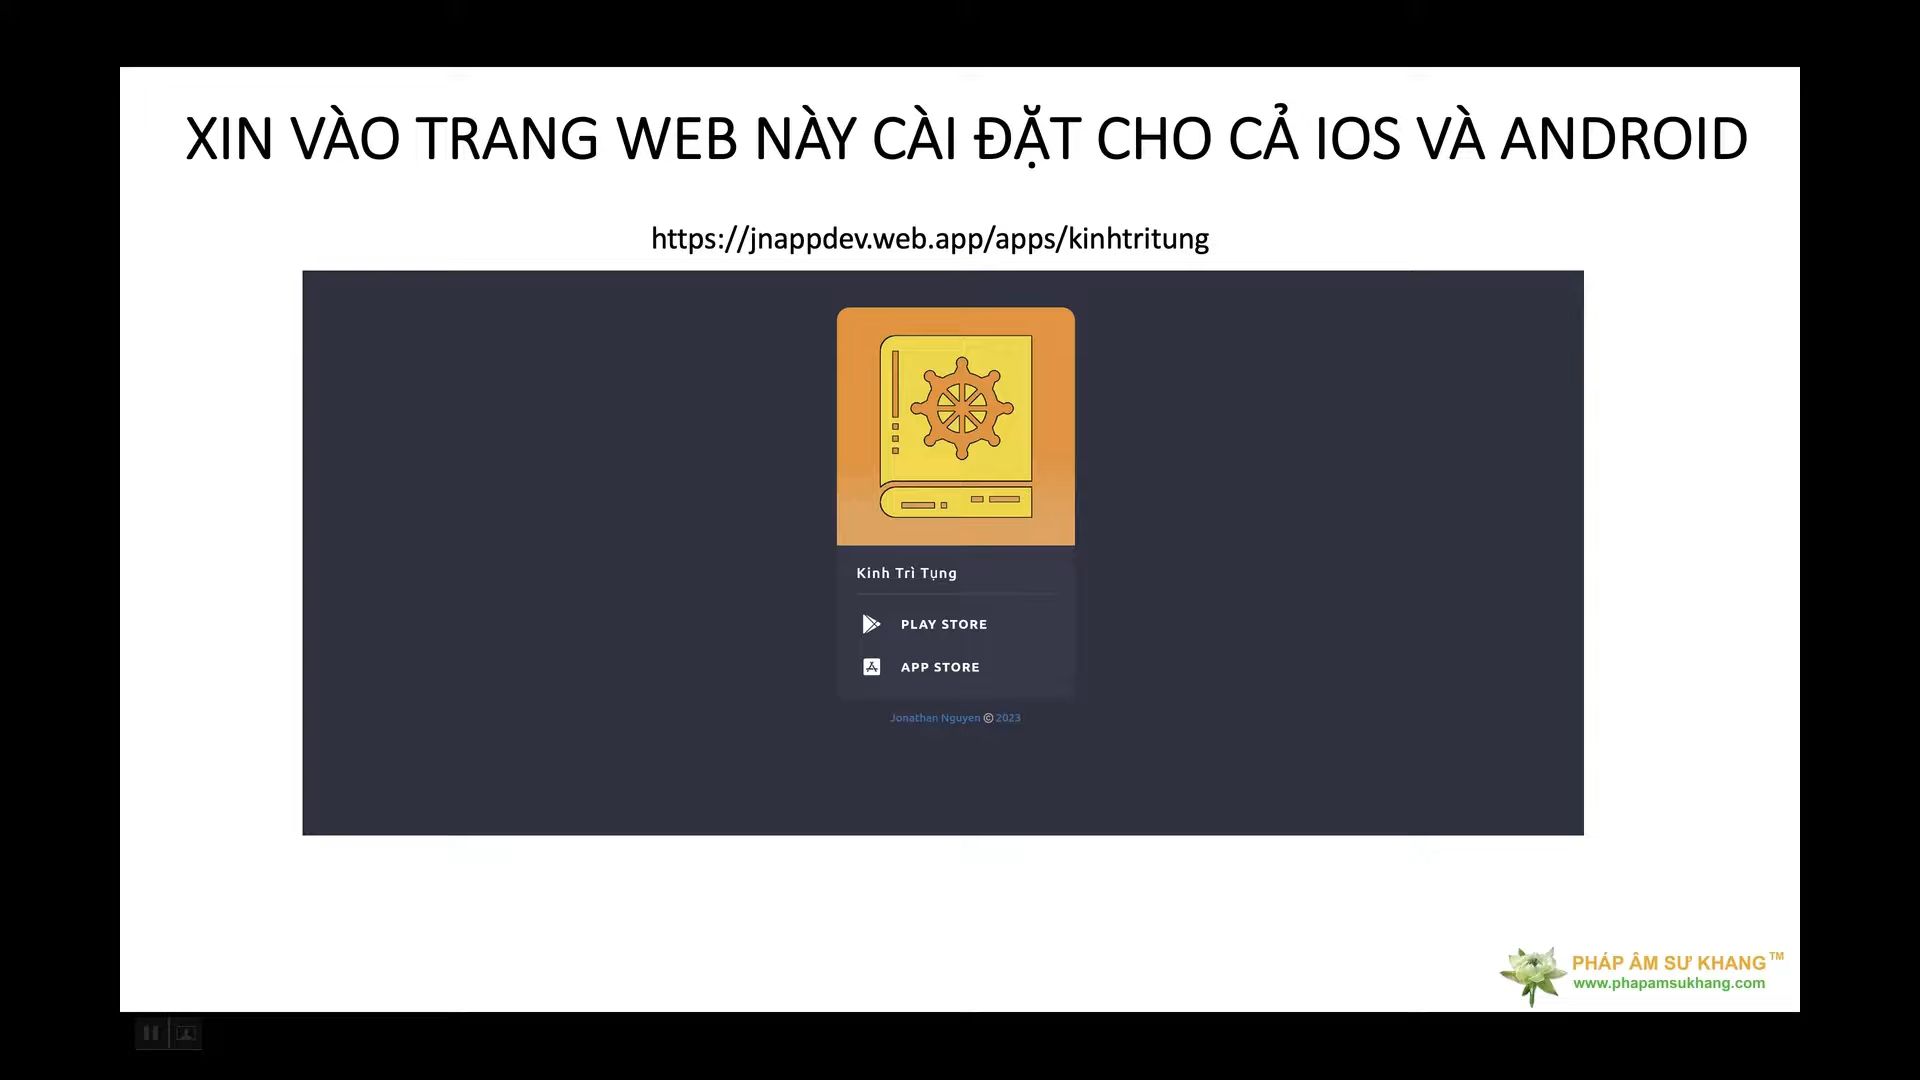 XIN VÀO TRANG WEB NÀY CÀI ĐẶT CHO CẢ IOS VÀ ANDROID
https://jnappdev.web.app/apps/kinhtritung
Kinh Trì Tụng
PLAY STORE
APP STORE
Jonathan Nguyen © 2023
PHÁP ÂM SƯ KHANG™
www.phapamsukhang.com